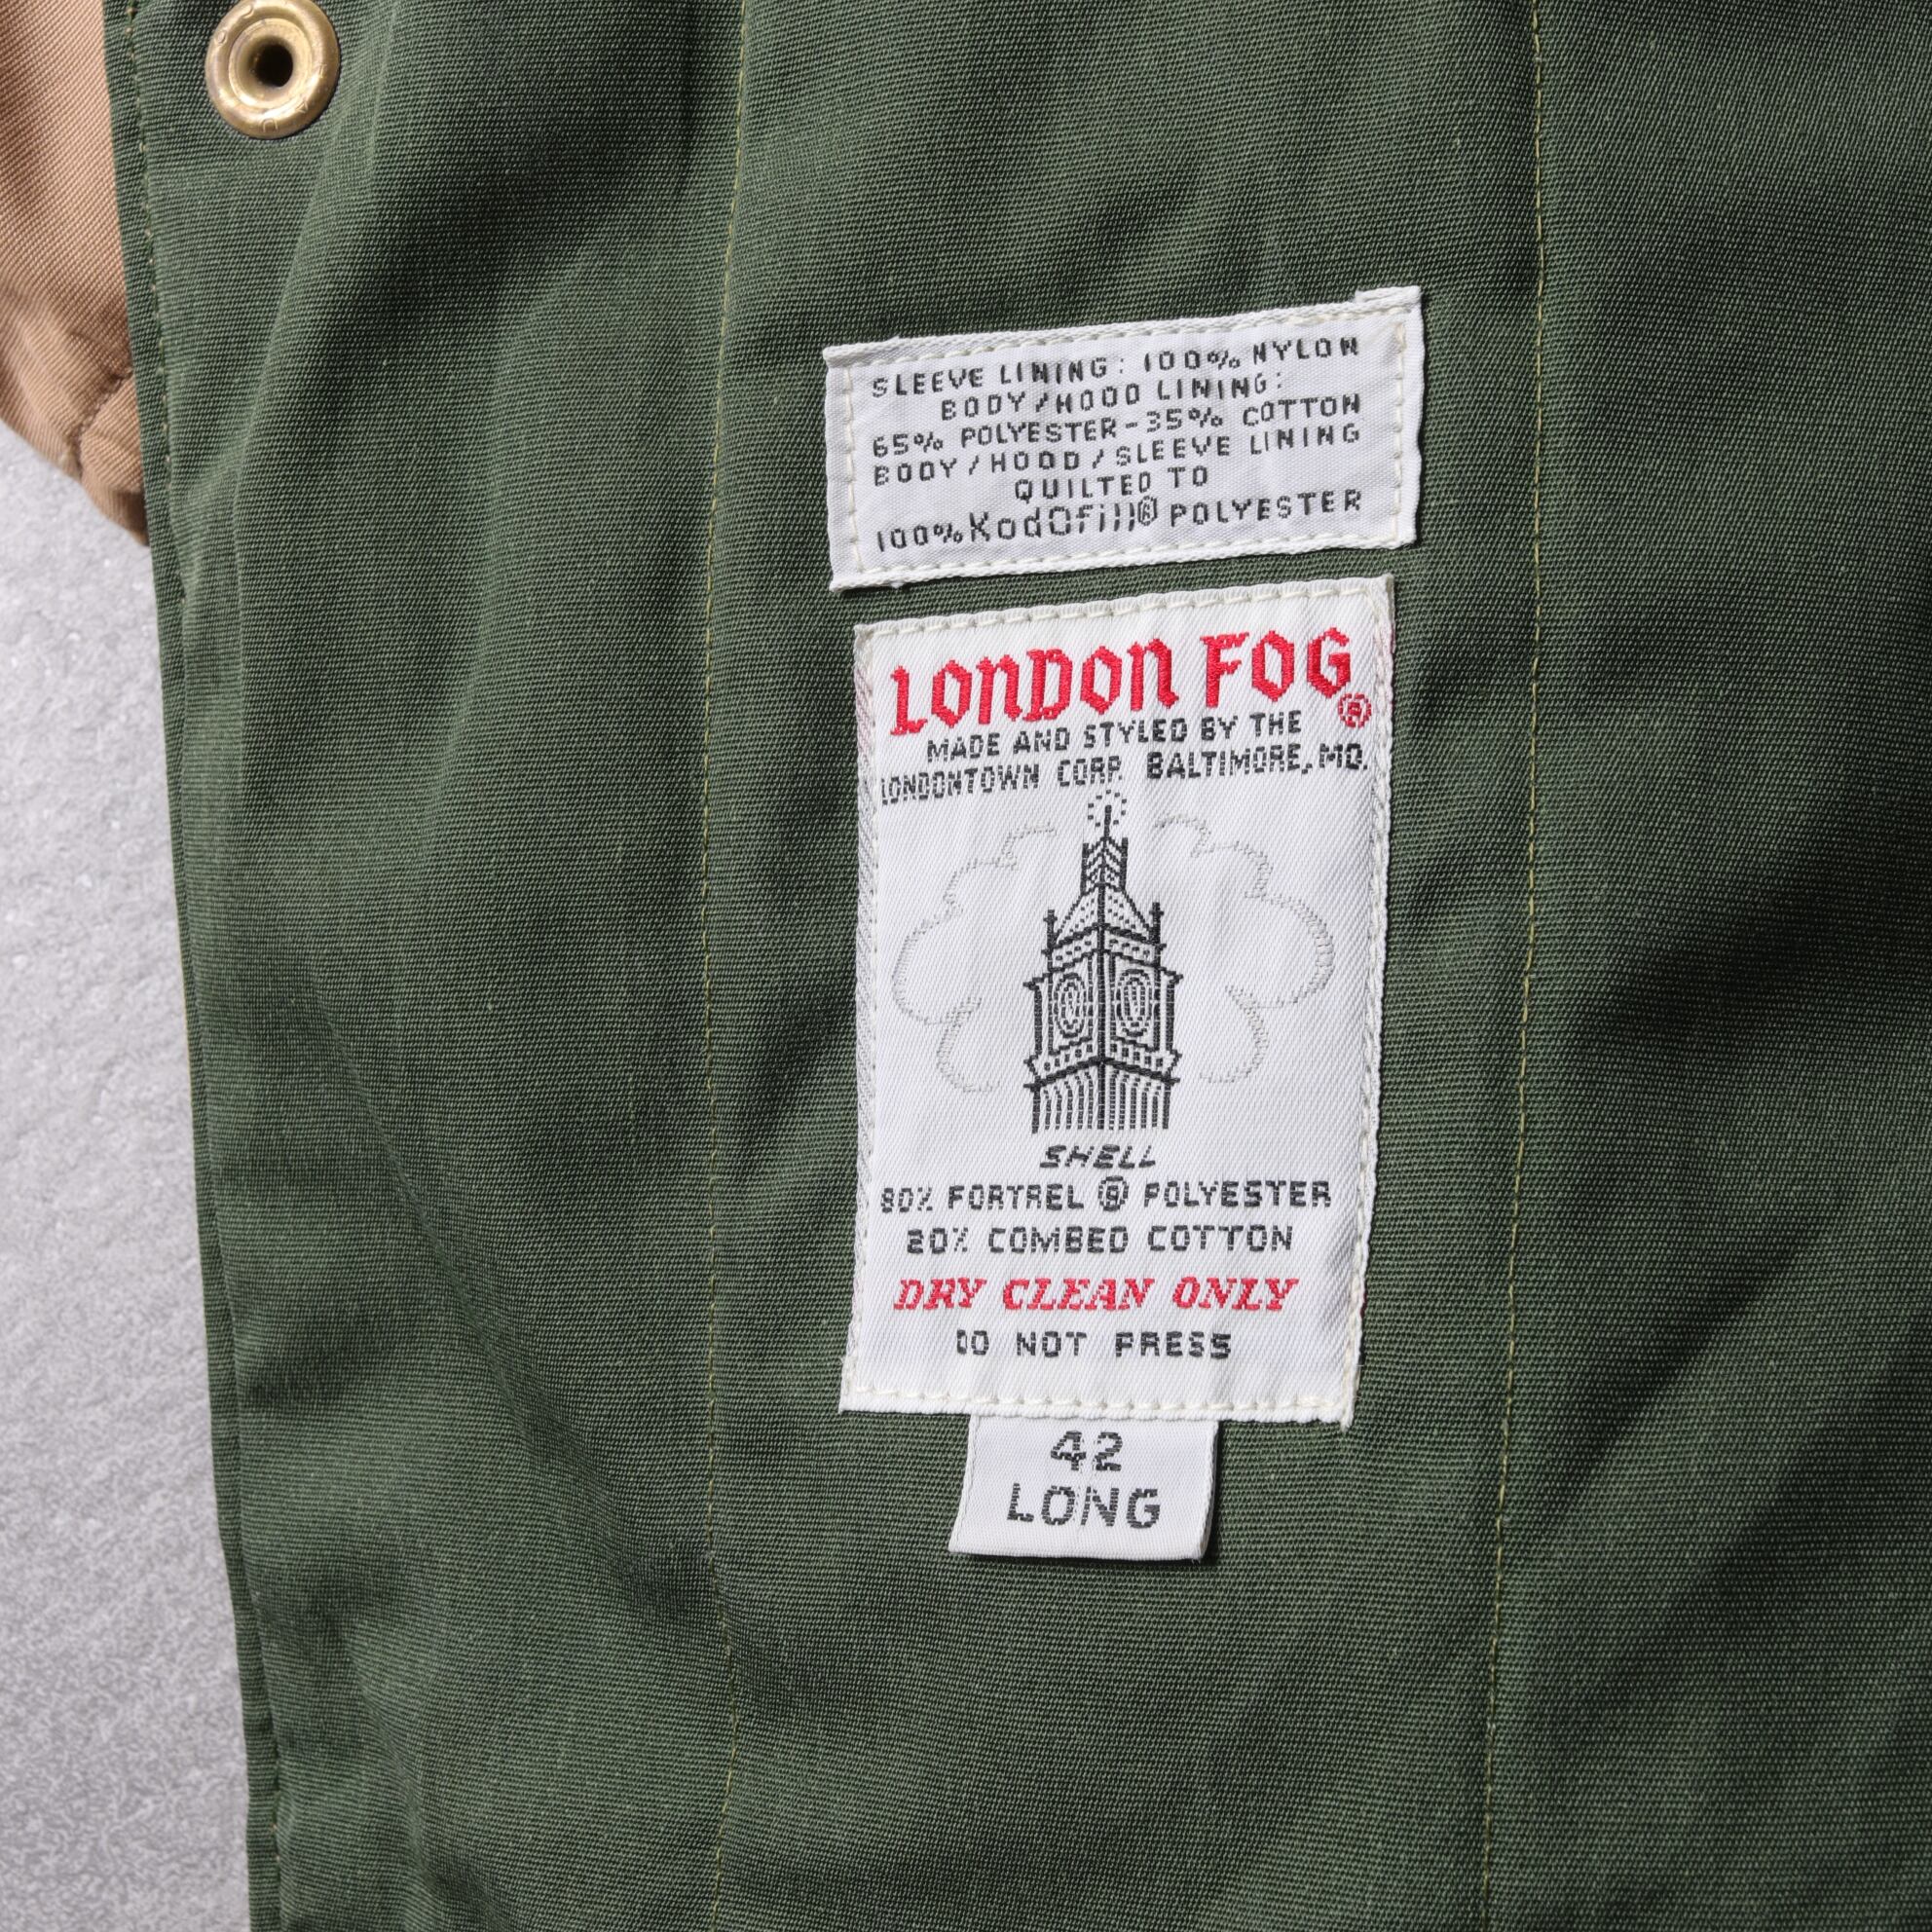 SLEEVE LINING: 100% NYLON
BODY/HOOD LINING:
65% POLYESTER-35% COTTON
BODY/HOOD/SLEEVE LINING
QUILTED TO
100% KodOfill® POLYESTER
LONDON FOG®
MADE AND STYLED BY THE
LONDONTOWN CORP. BALTIMORE, MD.
SHELL
80% FORTREL ® POLYESTER
20% COMBED COTTON
DRY CLEAN ONLY
DO NOT PRESS
42
LONG